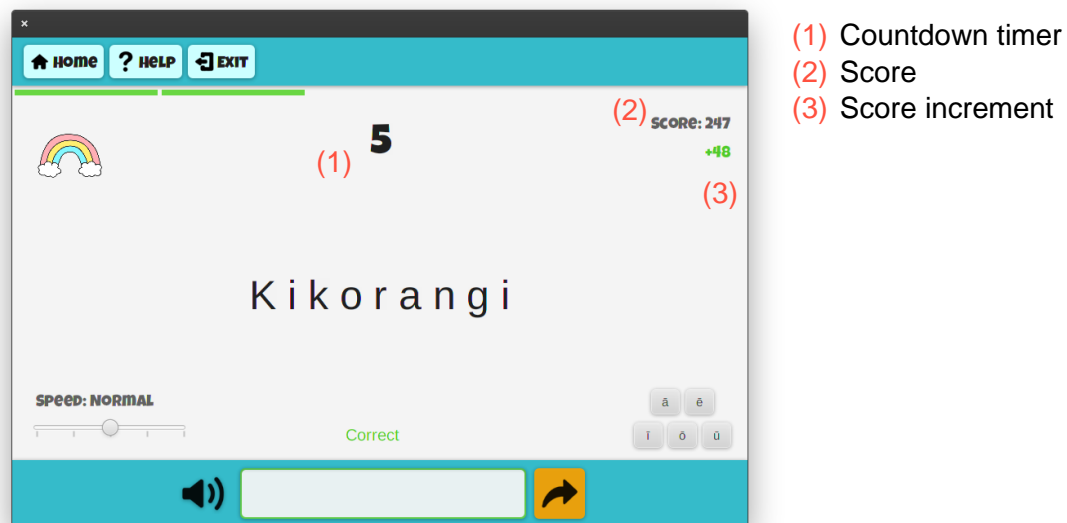 ×
HOME ? HELP EXIT
(1) Countdown timer
(2) Score
(3) Score increment
(2) SCORE: 247
5
+48
(1)
(3)
Kikorangi
SPEED: NORMAL
ā ē
ī ō ū
Correct